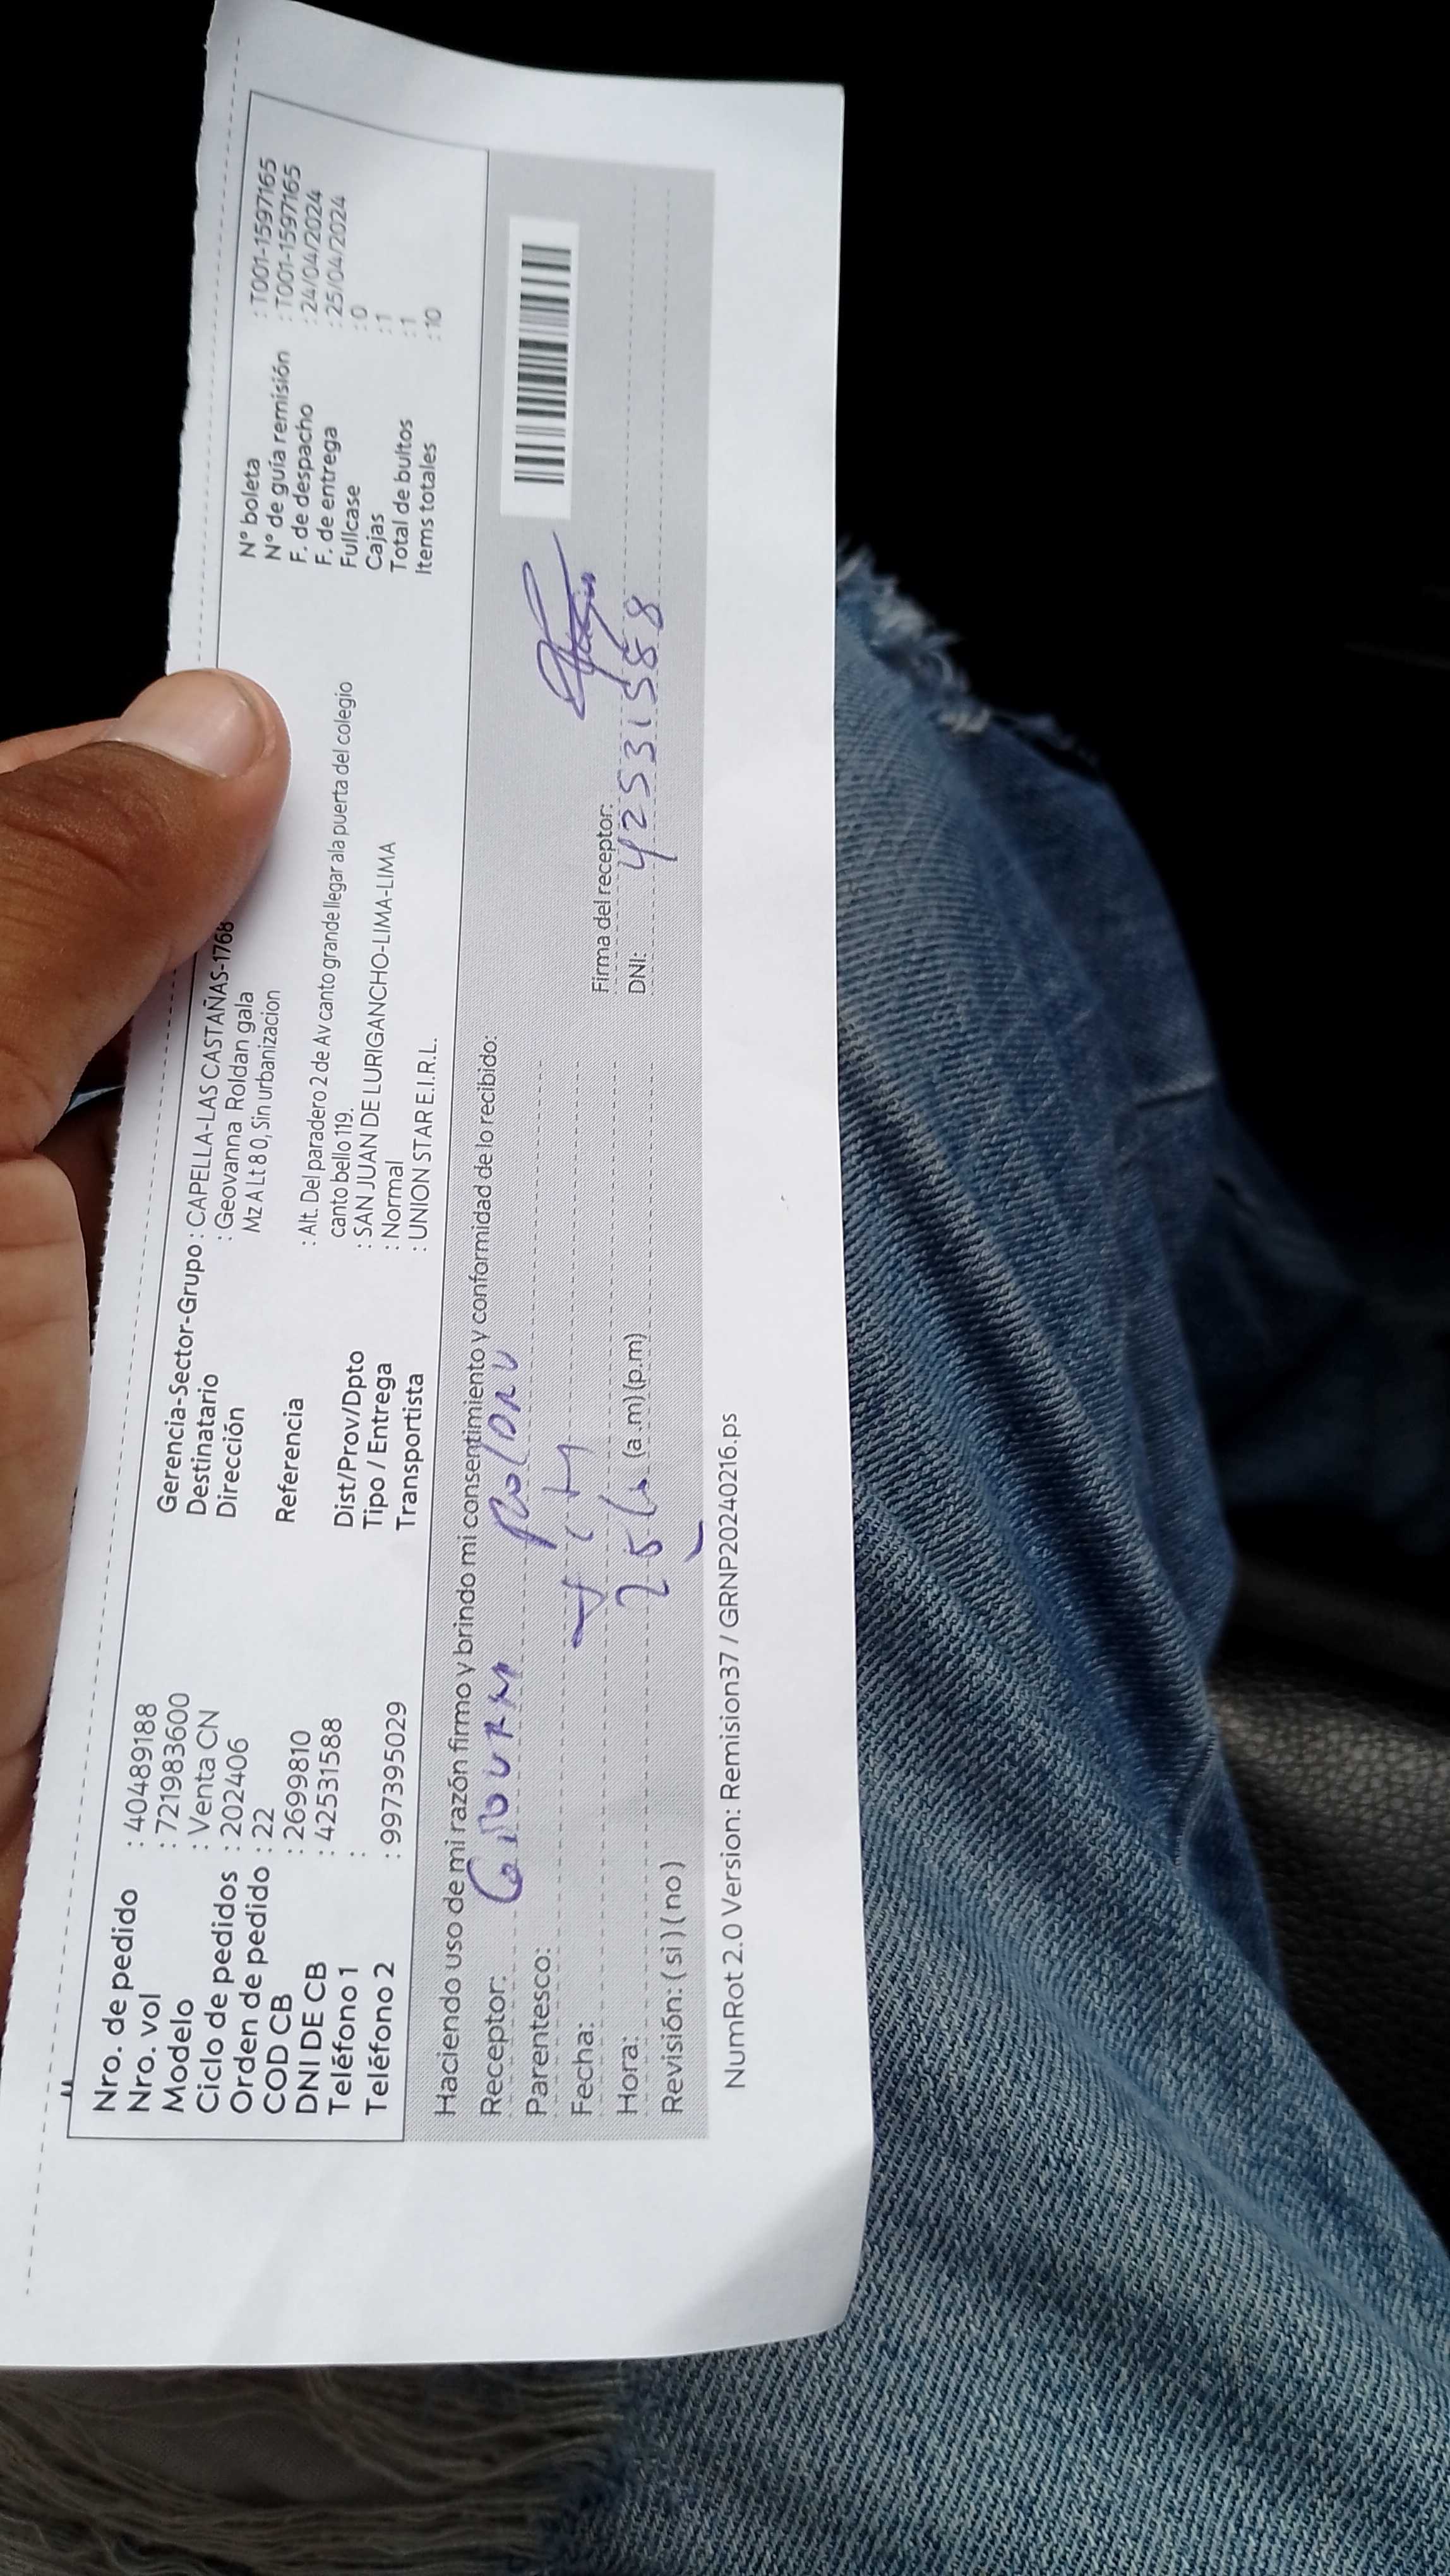 Nro. de pedido : 40489188
Nro. vol : 721983600
Modelo : Venta CN
Ciclo de pedidos : 202406
Orden de pedido : 22
COD CB : 2699810
DNI DE CB : 42531588
Teléfono 1 :
Teléfono 2 : 997395029
Gerencia-Sector-Grupo : CAPELLA-LAS CASTAÑAS-1768
Destinatario : Geovanna Roldan gala
Dirección Mz A Lt 8 0, Sin urbanizacion
Referencia : Alt. Del paradero 2 de Av canto grande llegar ala puerta del colegio
canto bello 119.
Dist/Prov/Dpto : SAN JUAN DE LURIGANCHO-LIMA-LIMA
Tipo / Entrega : Normal
Transportista : UNION STAR E.I.R.L.
N° boleta : T001-1597165
N° de guía remisión : T001-1597165
F. de despacho : 24/04/2024
F. de entrega : 25/04/2024
Fullcase : 0
Cajas : 1
Total de bultos : 1
Items totales : 10
Haciendo uso de mi razón firmo y brindo mi consentimiento y conformidad de lo recibido:
Receptor:
Parentesco:
Fecha:
Hora: (a.m) (p.m)
Revisión: ( si ) ( no )
Firma del receptor:
DNI: 42531588
NumRot 2.0 Version: Remision37 / GRNP20240216.ps